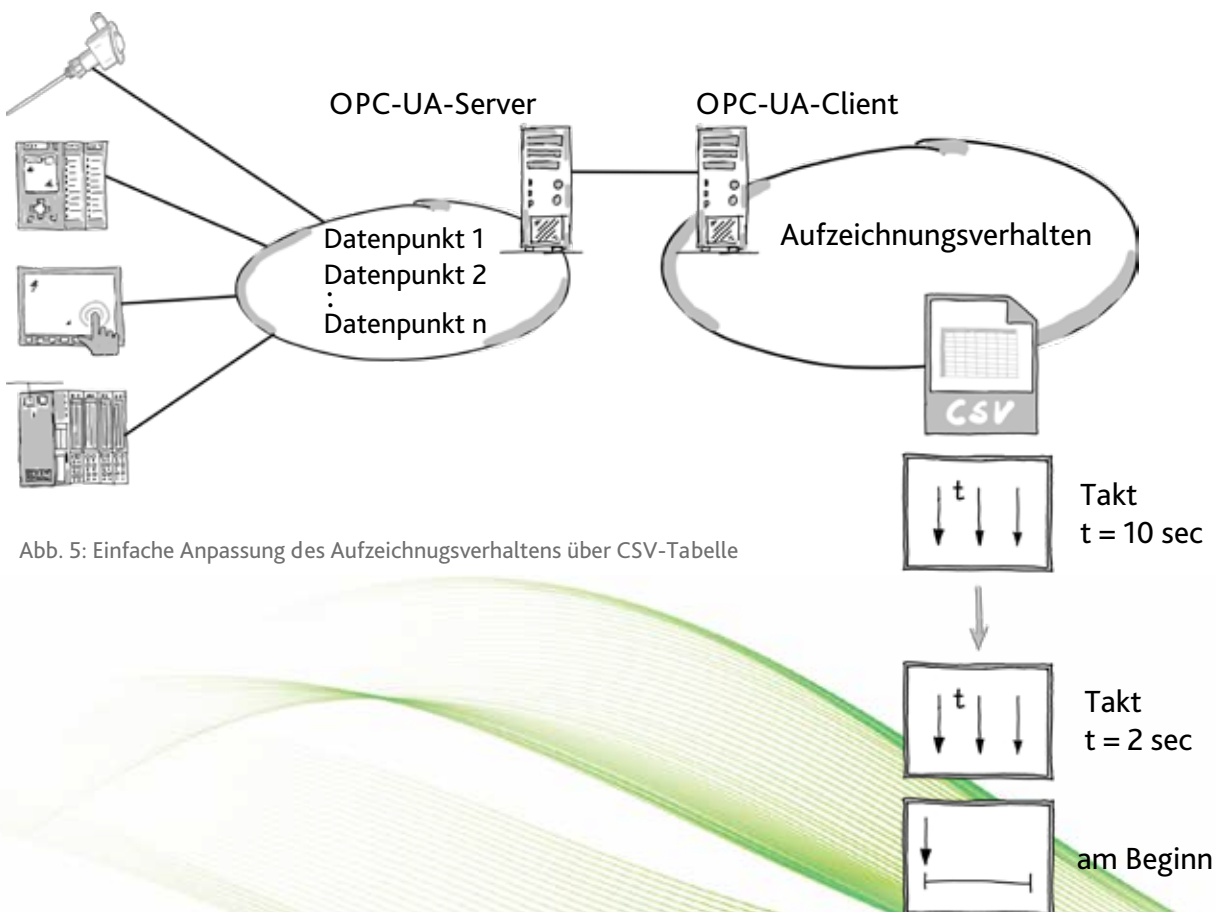 OPC-UA-Server
OPC-UA-Client
Datenpunkt 1
Datenpunkt 2
:
Datenpunkt n
Aufzeichnungsverhalten
CSV
t
Takt
t = 10 sec
Abb. 5: Einfache Anpassung des Aufzeichnugsverhaltens über CSV-Tabelle
t
Takt
t = 2 sec
am Beginn